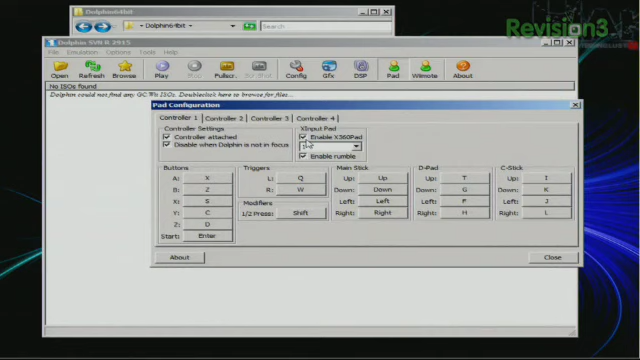 Dolphin64bit
Dolphin64bit
Search
Revision3
Dolphin SVN R 2915
File Emulation Options Tools Help
Open Refresh Browse Play Stop Fullscr. Config Gfx DSP Pad Wiimote About
No ISOs found
Dolphin could not find any GC/Wii ISOs. Doubleclick here to browse for files...
Pad Configuration
Controller 1 Controller 2 Controller 3 Controller 4
Controller Settings XInput Pad
Controller attached Enable X360Pad
Disable when Dolphin is not in focus
Enable rumble
Buttons Triggers Main Stick D-Pad C-Stick
A: X L: Q Up: Up Up: T Up: I
B: Z R: W Down: Down Down: G Down: K
X: S Modifiers Left: Left Left: F Left: J
Y: C 1/2 Press: Shift Right: Right Right: H Right: L
Z: D
Start: Enter
About Close